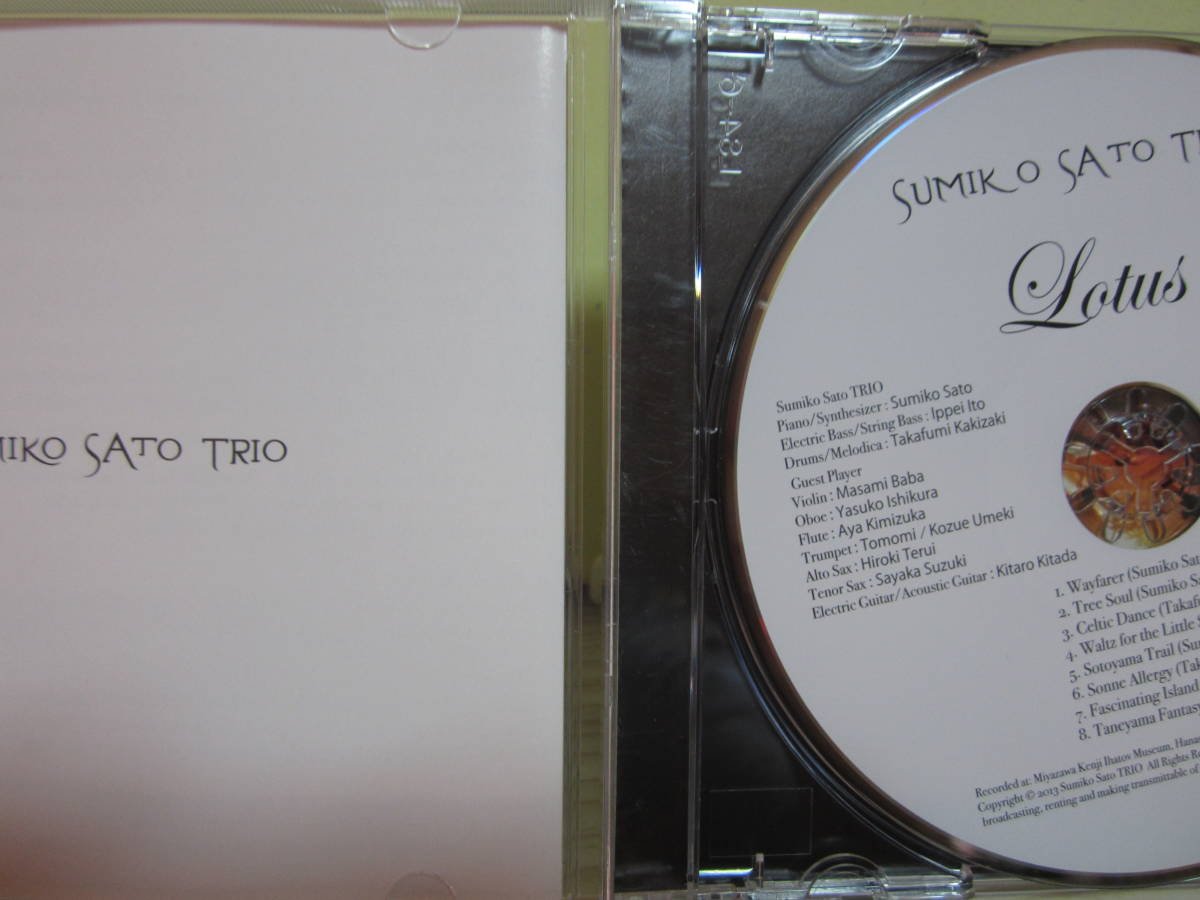 MIKO SATO TRIO
SUMIKO SATO
Lotus
Sumiko Sato TRIO
Piano/Synthesizer : Sumiko Sato
Electric Bass/String Bass : Ippei Ito
Drums/Melodica : Takafumi Kakizaki
Guest Player
Violin : Masami Baba
Oboe : Yasuko Ishikura
Flute : Aya Kimizuka
Trumpet : Tomomi / Kozue Umeki
Alto Sax : Hiroki Terui
Tenor Sax : Sayaka Suzuki
Electric Guitar/Acoustic Guitar : Kitaro Kitada
1. Wayfarer (Sumiko Sat
2. Tree Soul (Sumiko S
3. Celtic Dance (Takaf
4. Waltz for the Little
5. Sotoyama Trail (Su
6. Sonne Allergy (Tak
7. Fascinating Island
8. Taneyama Fantasy
Recorded at: Miyazawa Kenji Ihatov Museum, Hana
Copyright © 2013 Sumiko Sato TRIO All Rights Re
broadcasting, renting and making transmittable of